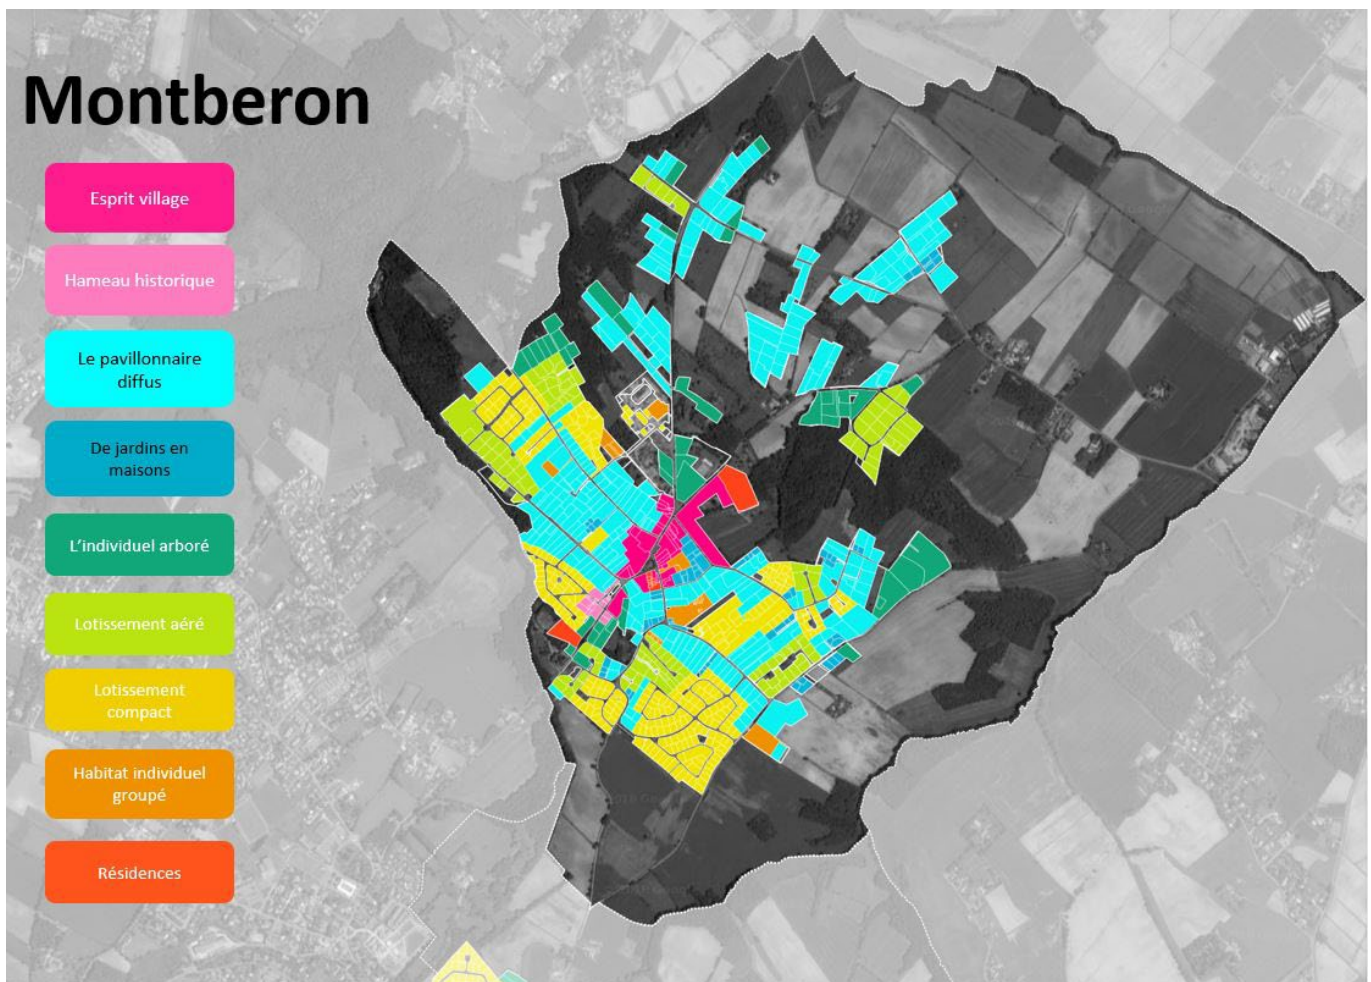 Montberon
Esprit village
Hameau historique
Le pavillonnaire
diffus
De jardins en
maisons
L'individuel arboré
Lotissement aéré
Lotissement
compact
Habitat individuel
groupé
Résidences